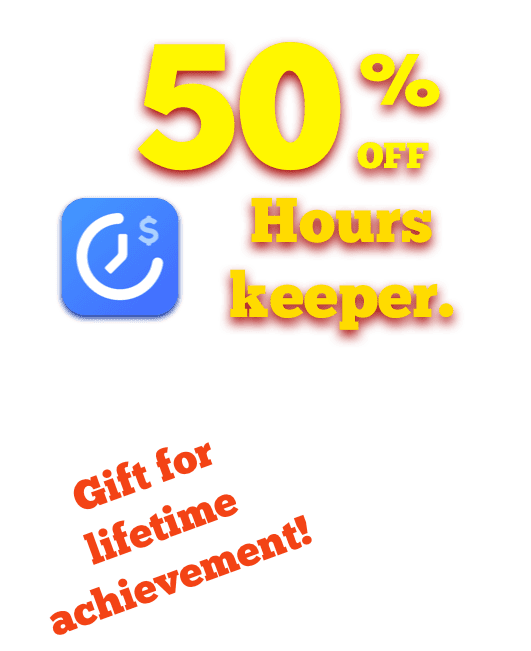 50 %
OFF
$
Hours
keeper.
Gift for
lifetime
achievement!